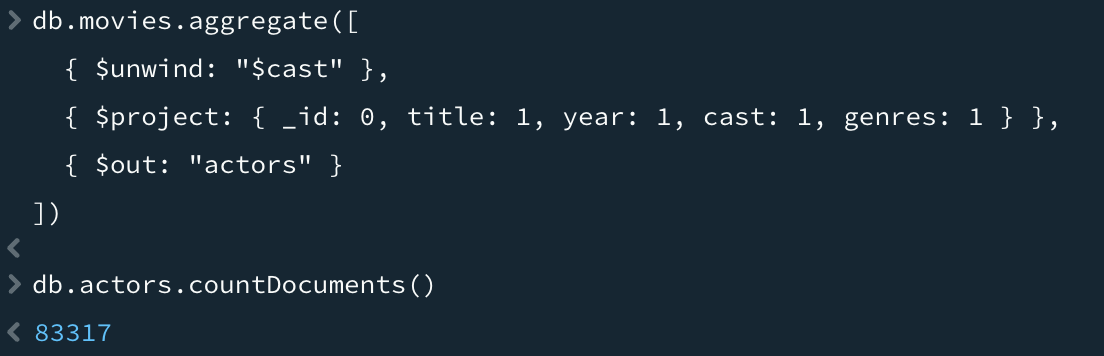 > db.movies.aggregate([
{ $unwind: "$cast" },
{ $project: { _id: 0, title: 1, year: 1, cast: 1, genres: 1 } },
{ $out: "actors" }
])
<
> db.actors.countDocuments()
< 83317